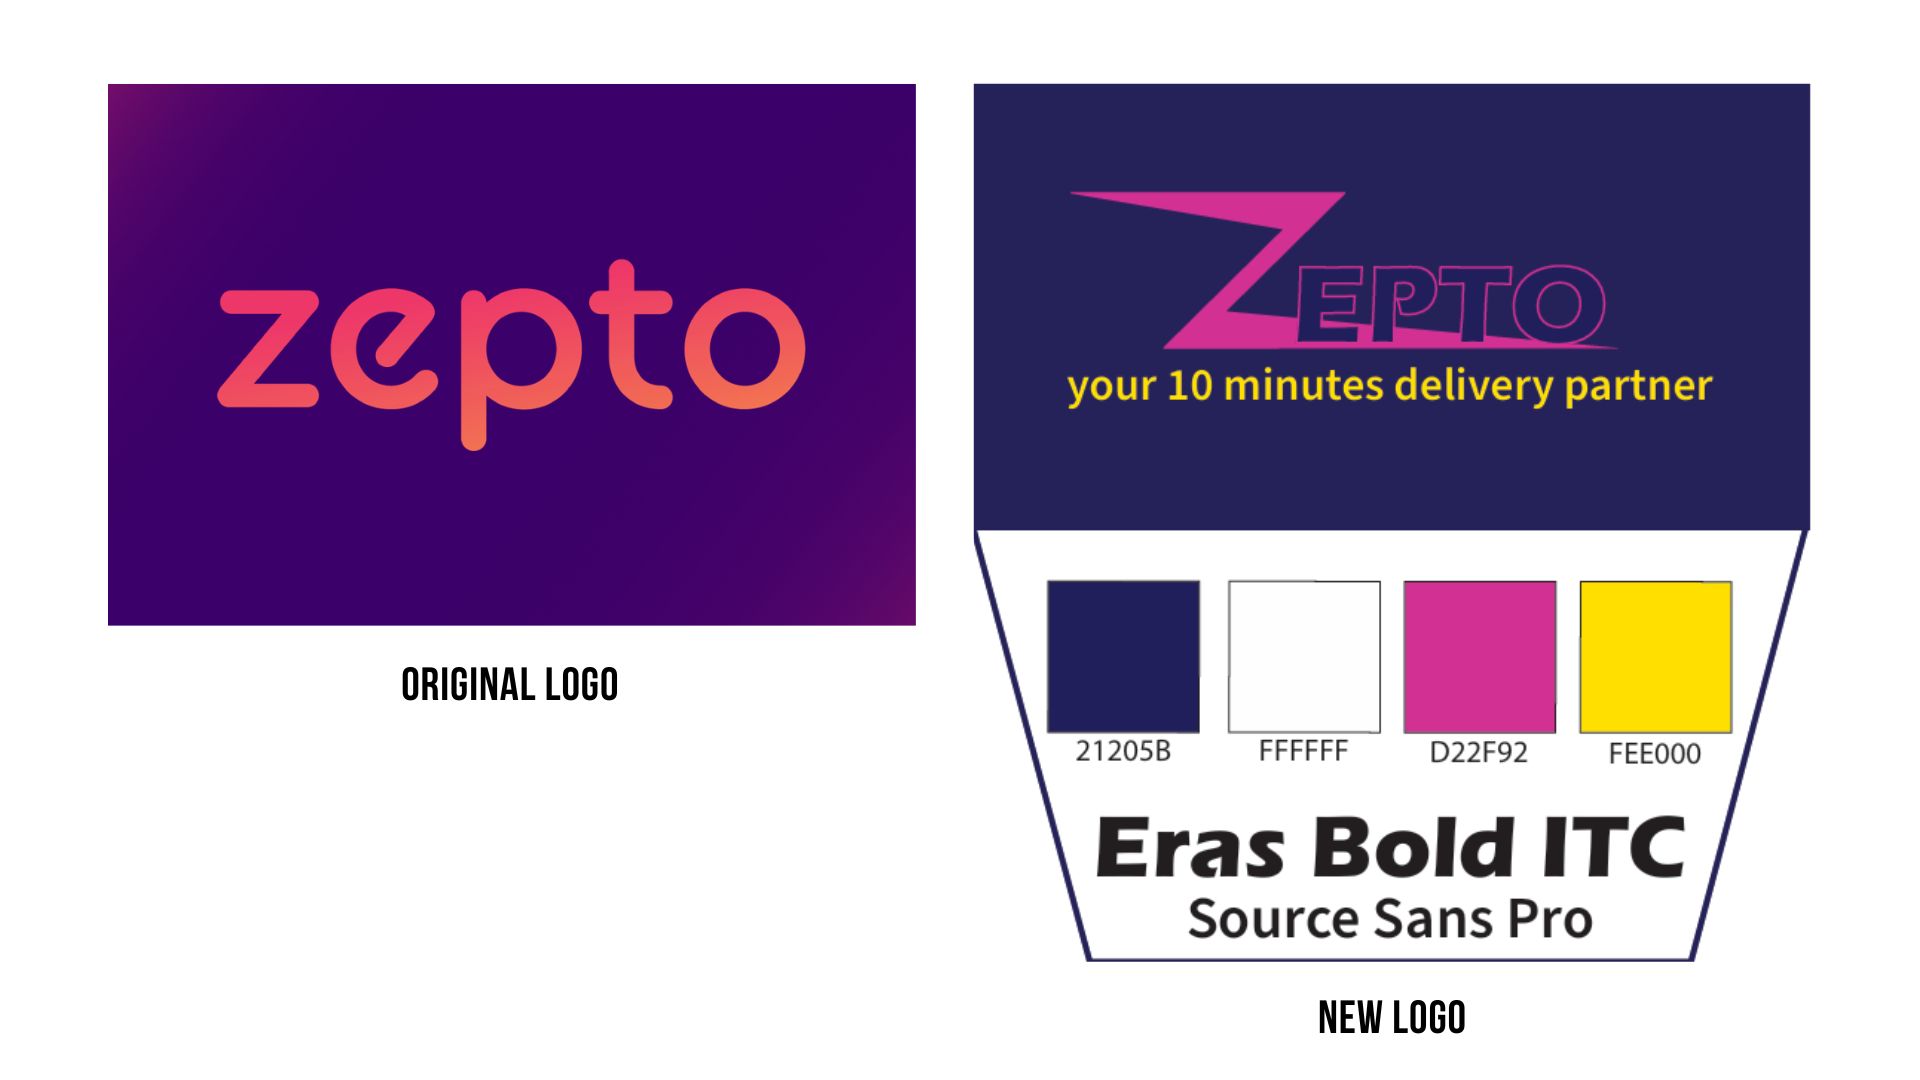 zepto
ORIGINAL LOGO
ZEPTO
your 10 minutes delivery partner
21205B FFFFFF D22F92 FEE000
Eras Bold ITC
Source Sans Pro
NEW LOGO